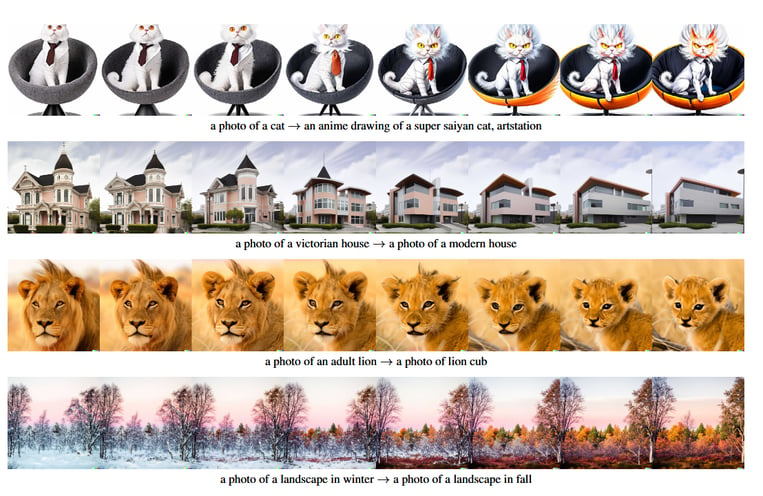 a photo of a cat → an anime drawing of a super saiyan cat, artstation
a photo of a victorian house → a photo of a modern house
a photo of an adult lion → a photo of lion cub
a photo of a landscape in winter → a photo of a landscape in fall